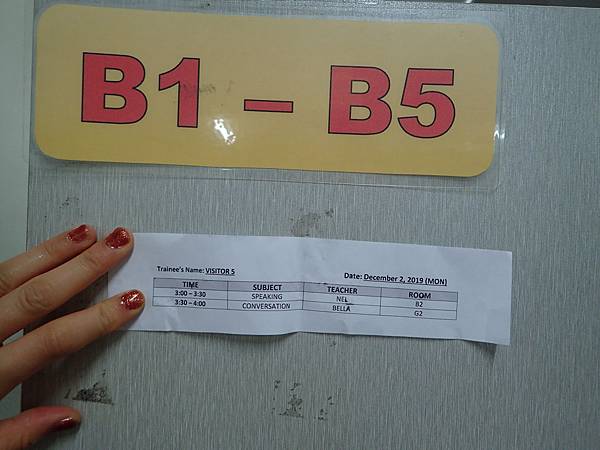 B1 – B5
Trainee's Name: VISITOR 5 Date: December 2, 2019 (MON)
TIME SUBJECT TEACHER ROOM
3:00 – 3:30 SPEAKING NEL B2
3:30 – 4:00 CONVERSATION BELLA G2